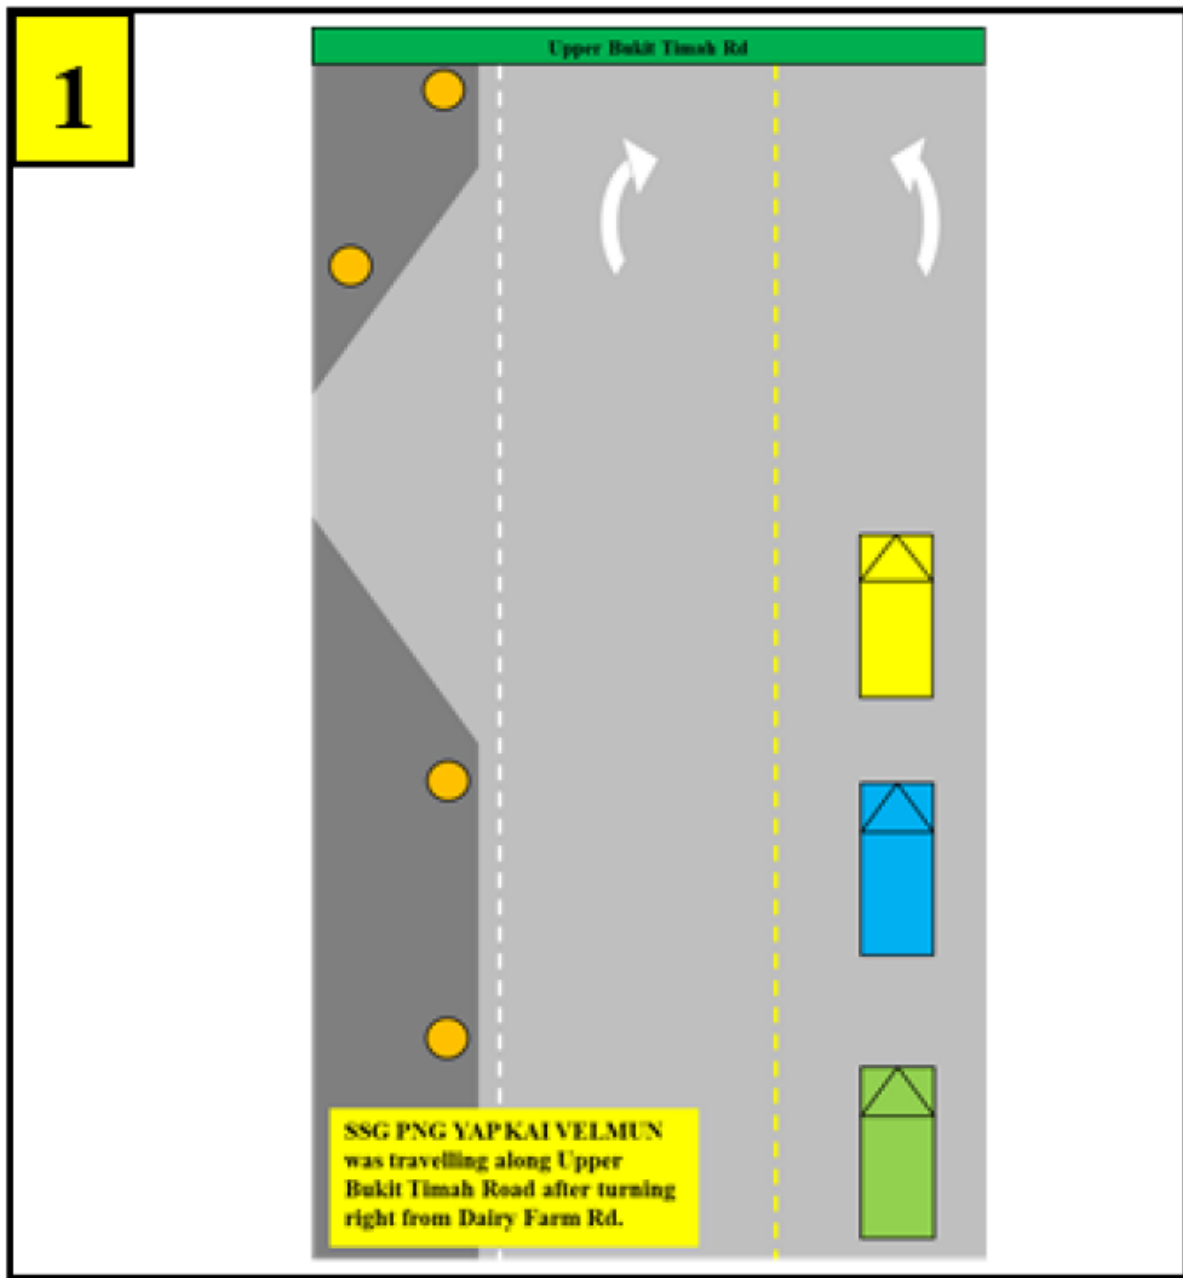 1
Upper Bukit Timah Rd
SSG PNG YAP KAI VELMUN
was travelling along Upper
Bukit Timah Road after turning
right from Dairy Farm Rd.